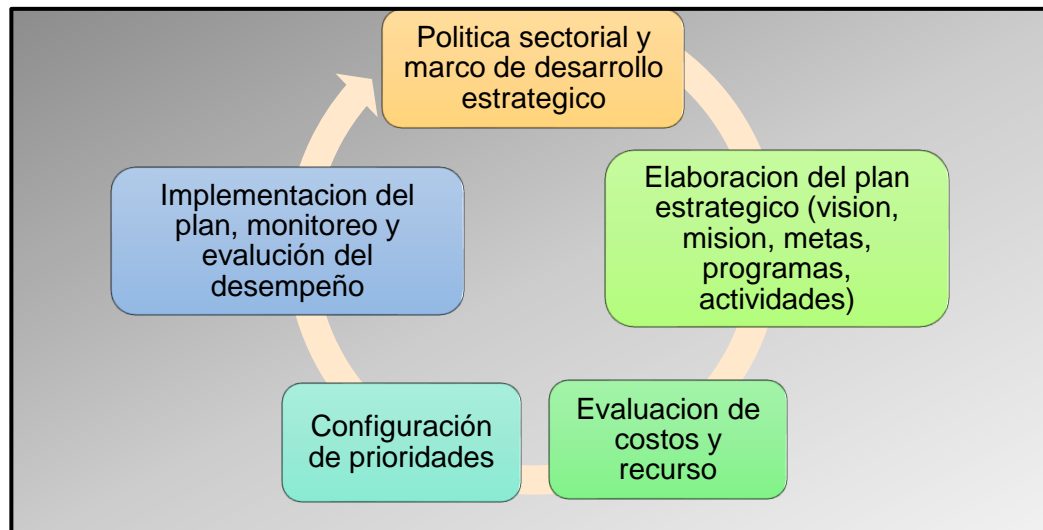 Politica sectorial y
marco de desarrollo
estrategico
Elaboracion del plan
estrategico (vision,
mision, metas,
programas,
actividades)
Evaluacion de
costos y
recurso
Configuración
de prioridades
Implementacion del
plan, monitoreo y
evalución del
desempeño